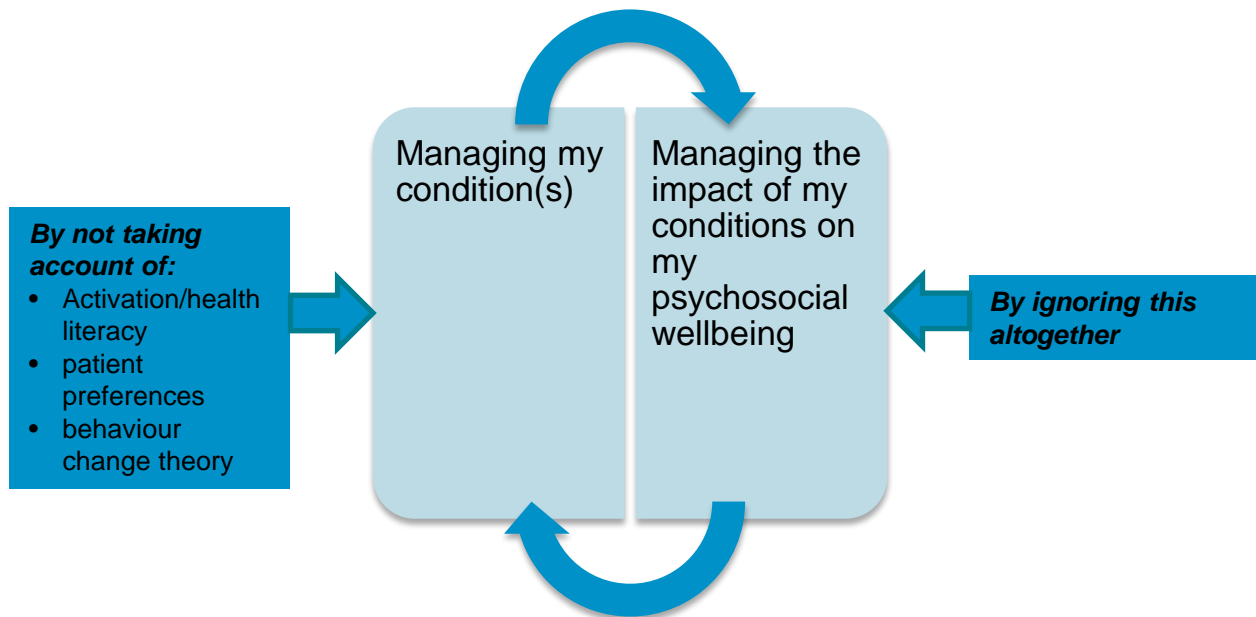 Managing my
condition(s)
Managing the
impact of my
conditions on
my
psychosocial
wellbeing
By not taking
account of:
• Activation/health
literacy
• patient
preferences
• behaviour
change theory
By ignoring this
altogether